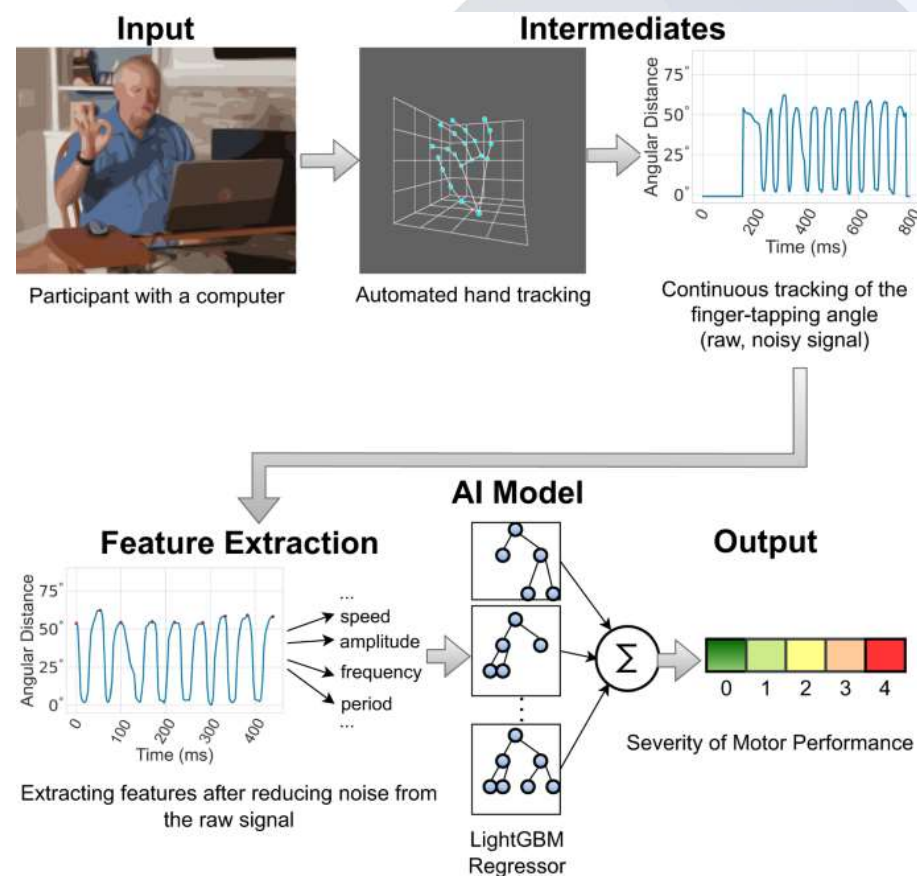 Input
Intermediates
Angular Distance
75°
50°
25°
0°
0
200
400
600
800
Time (ms)
Participant with a computer
Automated hand tracking
Continuous tracking of the
finger-tapping angle
(raw, noisy signal)
AI Model
Feature Extraction
Output
Angular Distance
75°
50°
25°
0°
0
100
200
300
400
Time (ms)
...
speed
amplitude
frequency
period
...
Σ
0 1 2 3 4
Severity of Motor Performance
Extracting features after reducing noise from
the raw signal
LightGBM
Regressor